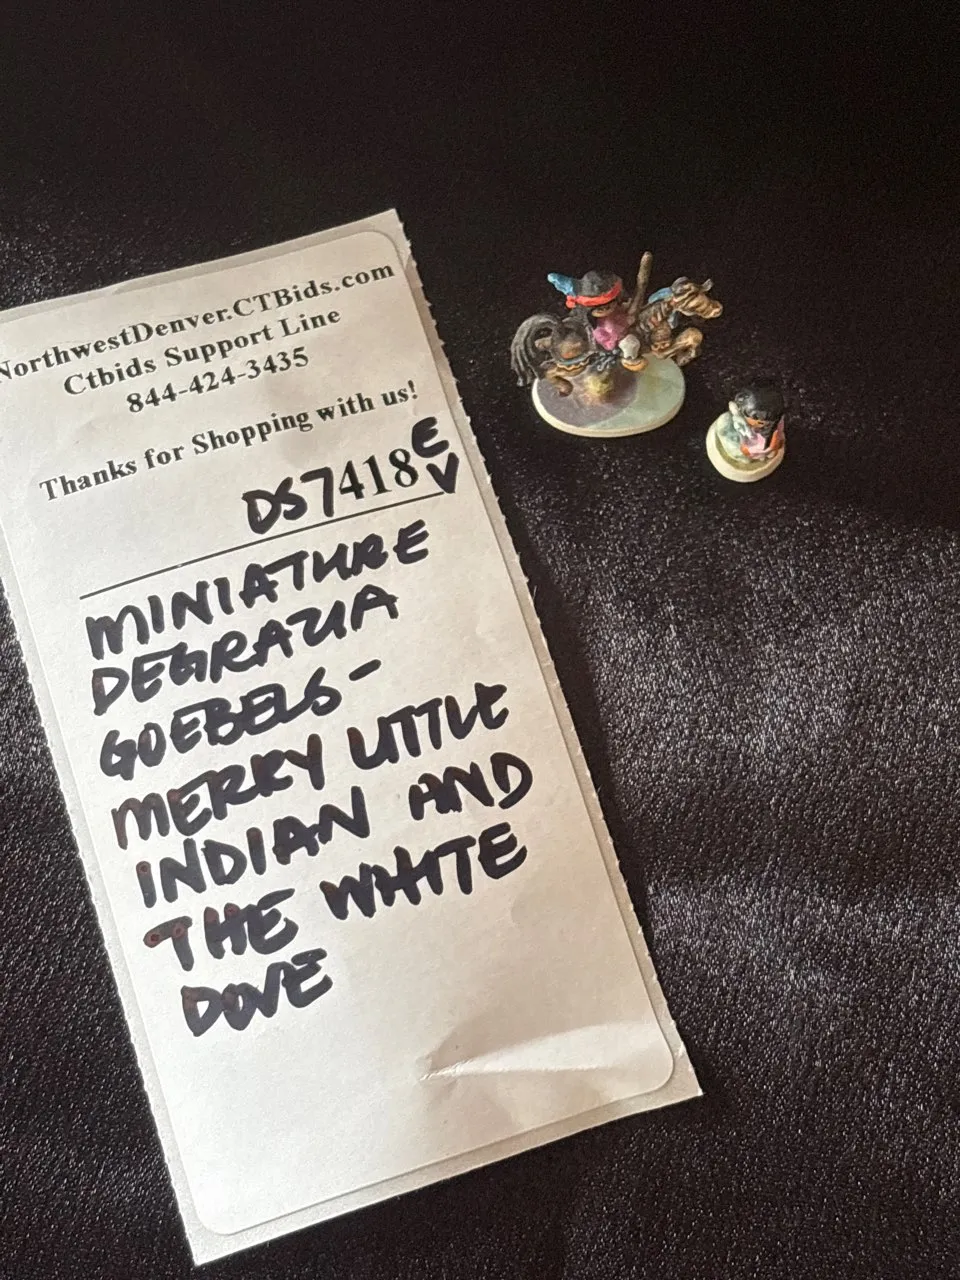 NorthwestDenver.CTBids.com
Ctbids Support Line
844-424-3435
Thanks for Shopping with us!
DS7418EV
MINIATURE
DEGRAZIA
GOEBELS -
MERRY LITTLE
INDIAN AND
THE WHITE
DOVE